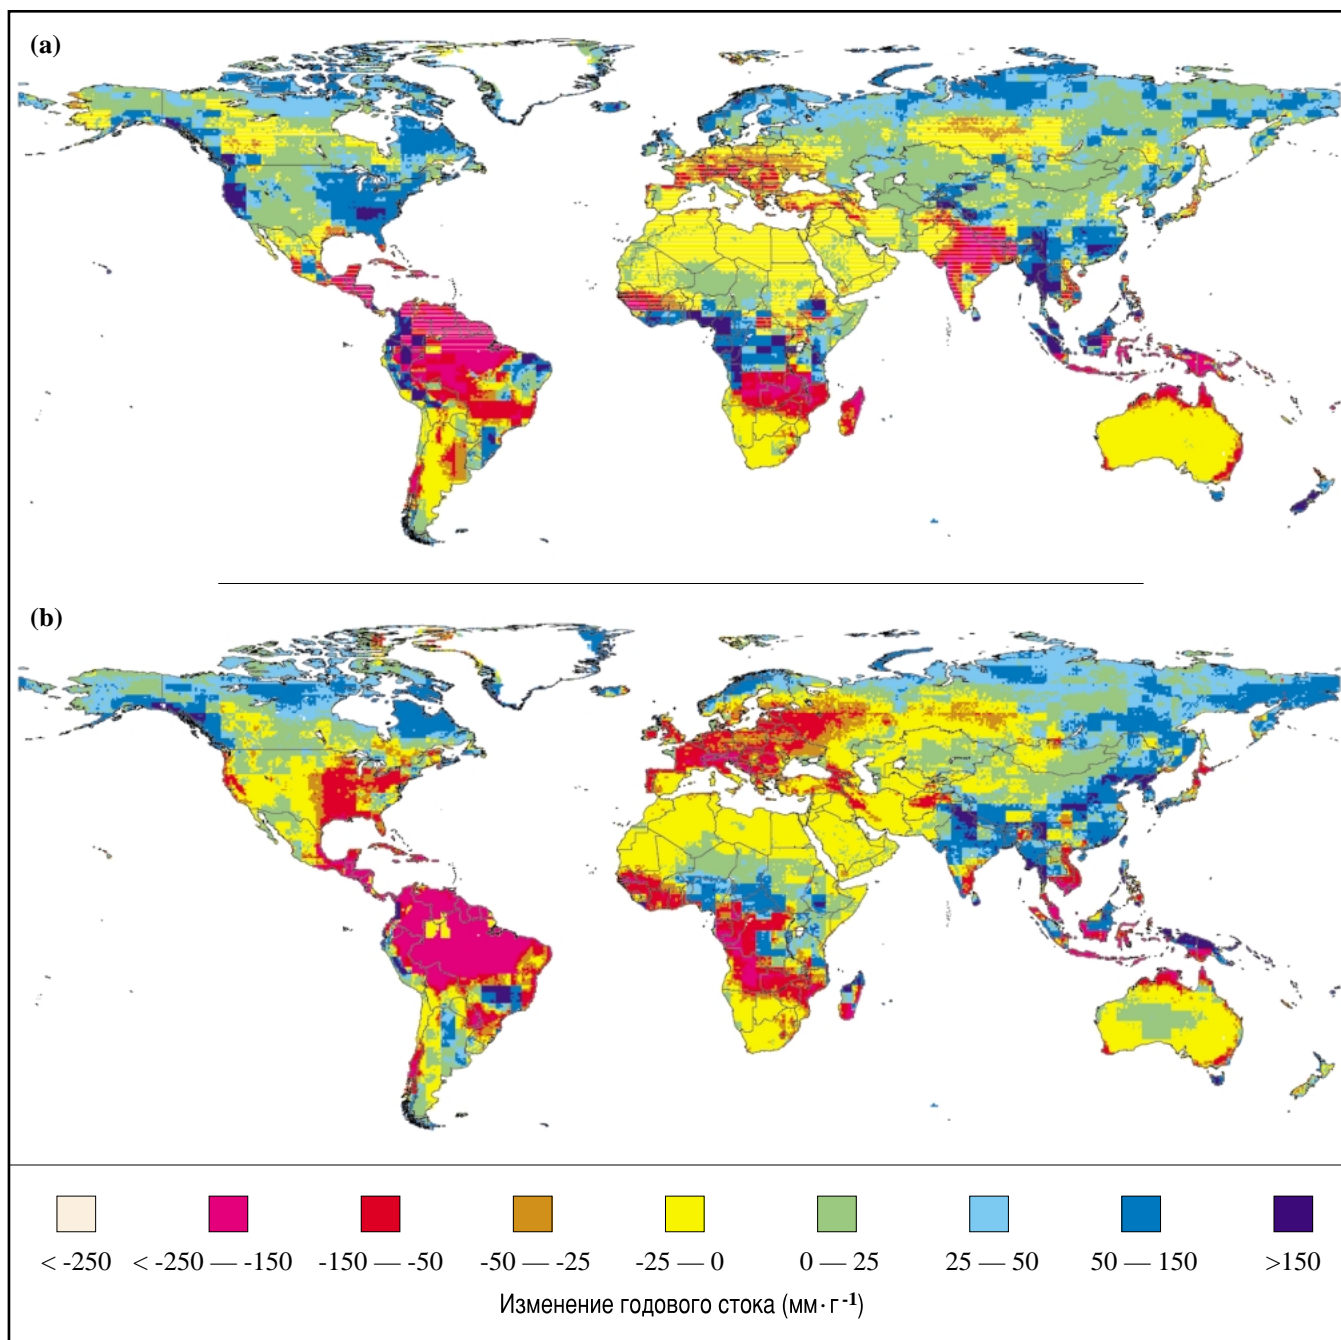 (a)
(b)
< -250 < -250 — -150 -150 — -50 -50 — -25 -25 — 0 0 — 25 25 — 50 50 — 150 >150
Изменение годового стока (мм·г⁻¹)